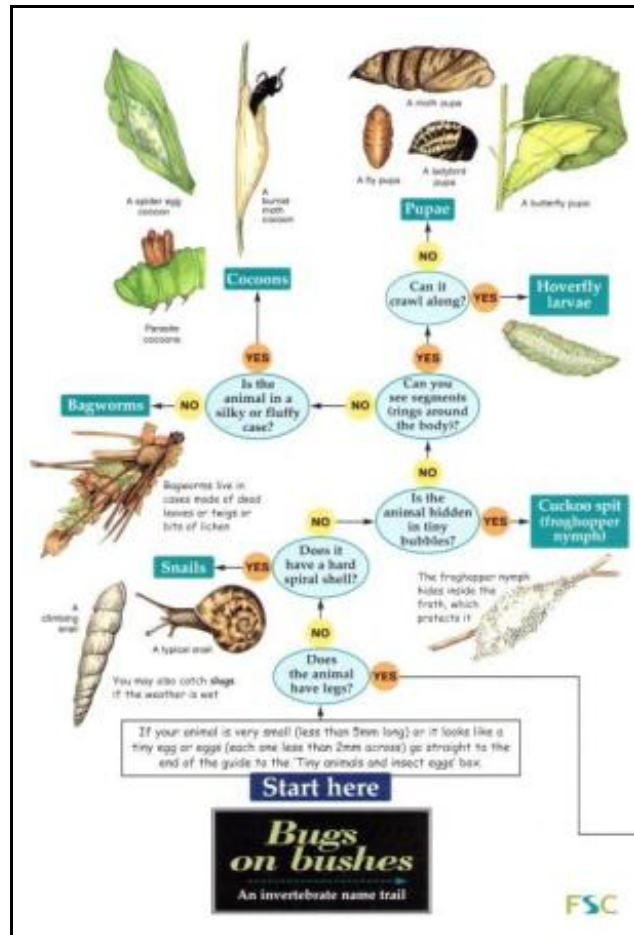 A moth pupa
A fly pupa
A ladybird
pupa
A spider egg
cocoon
A
burnet
moth
cocoon
Pupae
A butterfly pupa
NO
Cocoons
Can it
crawl along?
YES
Hoverfly
larvae
Parasite
cocoons
YES
YES
Bagworms
NO
Is the
animal in a
silky or fluffy
case?
NO
Can you
see segments
(rings around
the body)?
NO
Bagworms live in
cases made of dead
leaves or twigs or
bits of lichen
NO
Is the
animal hidden
in tiny
bubbles?
YES
Cuckoo spit
(froghopper
nymph)
Snails
YES
Does it
have a hard
spiral shell?
The froghopper nymph
hides inside the
froth, which
protects it
A
climbing
snail
A typical snail
NO
You may also catch slugs
if the weather is wet
Does
the animal
have legs?
YES
If your animal is very small (less than 5mm long) or it looks like a
tiny egg or eggs (each one less than 2mm across) go straight to the
end of the guide to the 'Tiny animals and insect eggs' box.
Start here
Bugs
on bushes
An invertebrate name trail
FSC